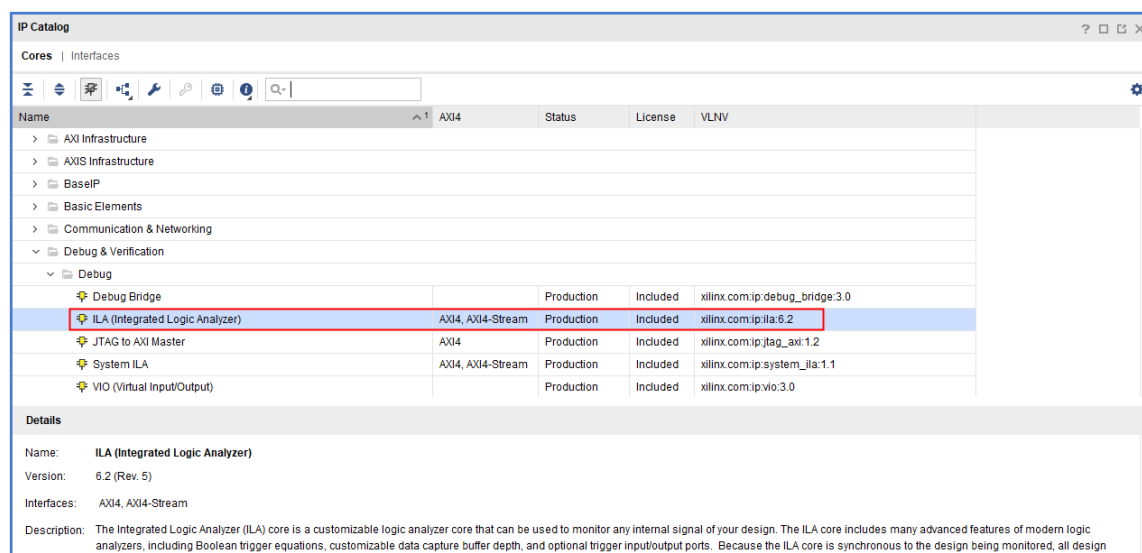 IP Catalog
Cores | Interfaces
Name 1 AXI4 Status License VLNV
AXI Infrastructure
AXIS Infrastructure
BaseIP
Basic Elements
Communication & Networking
Debug & Verification
Debug
Debug Bridge Production Included xilinx.com:ip:debug_bridge:3.0
ILA (Integrated Logic Analyzer) AXI4, AXI4-Stream Production Included xilinx.com:ip:ila:6.2
JTAG to AXI Master AXI4 Production Included xilinx.com:ip:jtag_axi:1.2
System ILA AXI4, AXI4-Stream Production Included xilinx.com:ip:system_ila:1.1
VIO (Virtual Input/Output) Production Included xilinx.com:ip:vio:3.0
Details
Name: ILA (Integrated Logic Analyzer)
Version: 6.2 (Rev. 5)
Interfaces: AXI4, AXI4-Stream
Description: The Integrated Logic Analyzer (ILA) core is a customizable logic analyzer core that can be used to monitor any internal signal of your design. The ILA core includes many advanced features of modern logic
analyzers, including Boolean trigger equations, customizable data capture buffer depth, and optional trigger input/output ports. Because the ILA core is synchronous to the design being monitored, all design